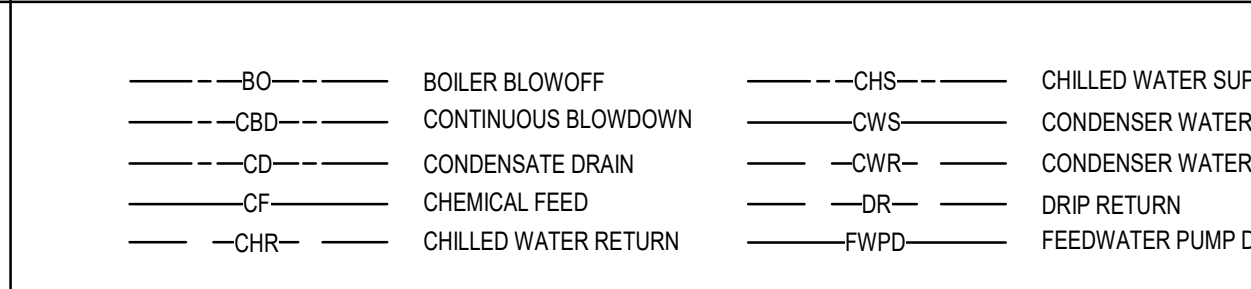 BO BOILER BLOWOFF
CBD CONTINUOUS BLOWDOWN
CD CONDENSATE DRAIN
CF CHEMICAL FEED
CHR CHILLED WATER RETURN
CHS CHILLED WATER
CWS CONDENSER WATER
CWR CONDENSER WATER
DR DRIP RETURN
FWPD FEEDWATER PUMP